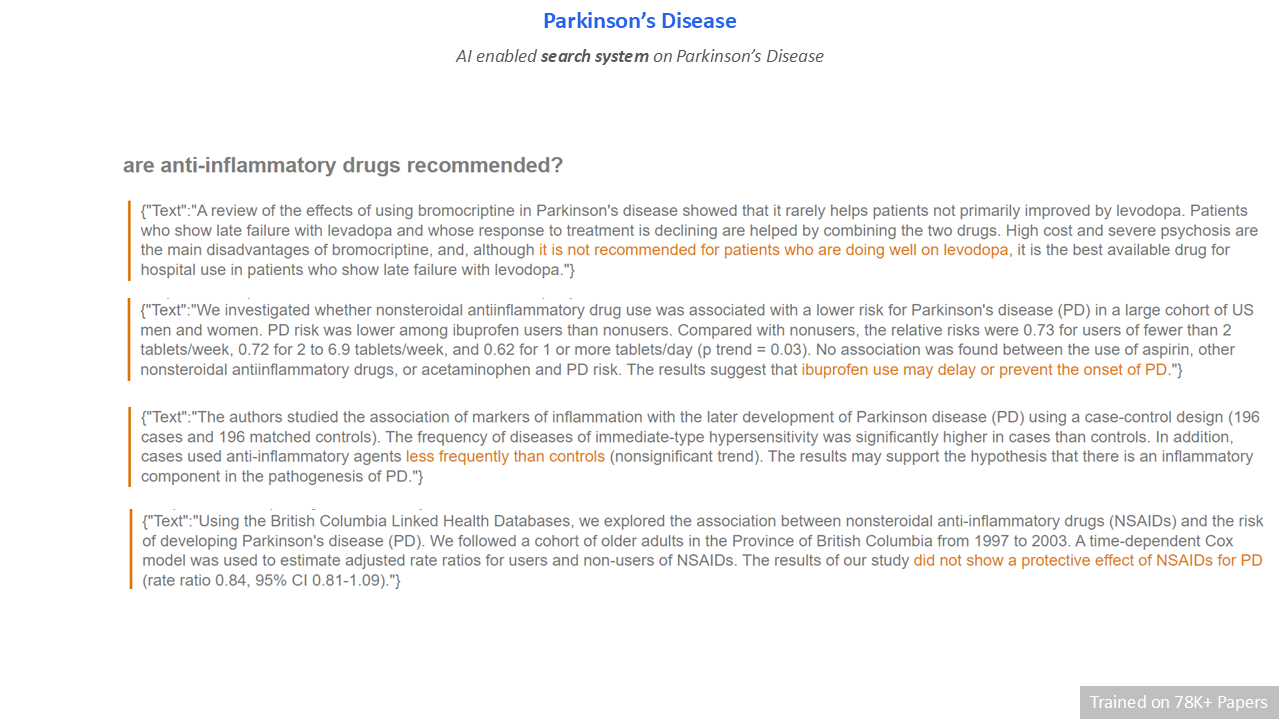 Parkinson’s Disease
AI enabled search system on Parkinson’s Disease
are anti-inflammatory drugs recommended?
{"Text":"A review of the effects of using bromocriptine in Parkinson's disease showed that it rarely helps patients not primarily improved by levodopa. Patients
who show late failure with levadopa and whose response to treatment is declining are helped by combining the two drugs. High cost and severe psychosis are
the main disadvantages of bromocriptine, and, although it is not recommended for patients who are doing well on levodopa, it is the best available drug for
hospital use in patients who show late failure with levodopa."}
{"Text":"We investigated whether nonsteroidal antiinflammatory drug use was associated with a lower risk for Parkinson's disease (PD) in a large cohort of US
men and women. PD risk was lower among ibuprofen users than nonusers. Compared with nonusers, the relative risks were 0.73 for users of fewer than 2
tablets/week, 0.72 for 2 to 6.9 tablets/week, and 0.62 for 1 or more tablets/day (p trend = 0.03). No association was found between the use of aspirin, other
nonsteroidal antiinflammatory drugs, or acetaminophen and PD risk. The results suggest that ibuprofen use may delay or prevent the onset of PD."}
{"Text":"The authors studied the association of markers of inflammation with the later development of Parkinson disease (PD) using a case-control design (196
cases and 196 matched controls). The frequency of diseases of immediate-type hypersensitivity was significantly higher in cases than controls. In addition,
cases used anti-inflammatory agents less frequently than controls (nonsignificant trend). The results may support the hypothesis that there is an inflammatory
component in the pathogenesis of PD."}
{"Text":"Using the British Columbia Linked Health Databases, we explored the association between nonsteroidal anti-inflammatory drugs (NSAIDs) and the risk
of developing Parkinson's disease (PD). We followed a cohort of older adults in the Province of British Columbia from 1997 to 2003. A time-dependent Cox
model was used to estimate adjusted rate ratios for users and non-users of NSAIDs. The results of our study did not show a protective effect of NSAIDs for PD
(rate ratio 0.84, 95% CI 0.81-1.09)."}
Trained on 78K+ Papers